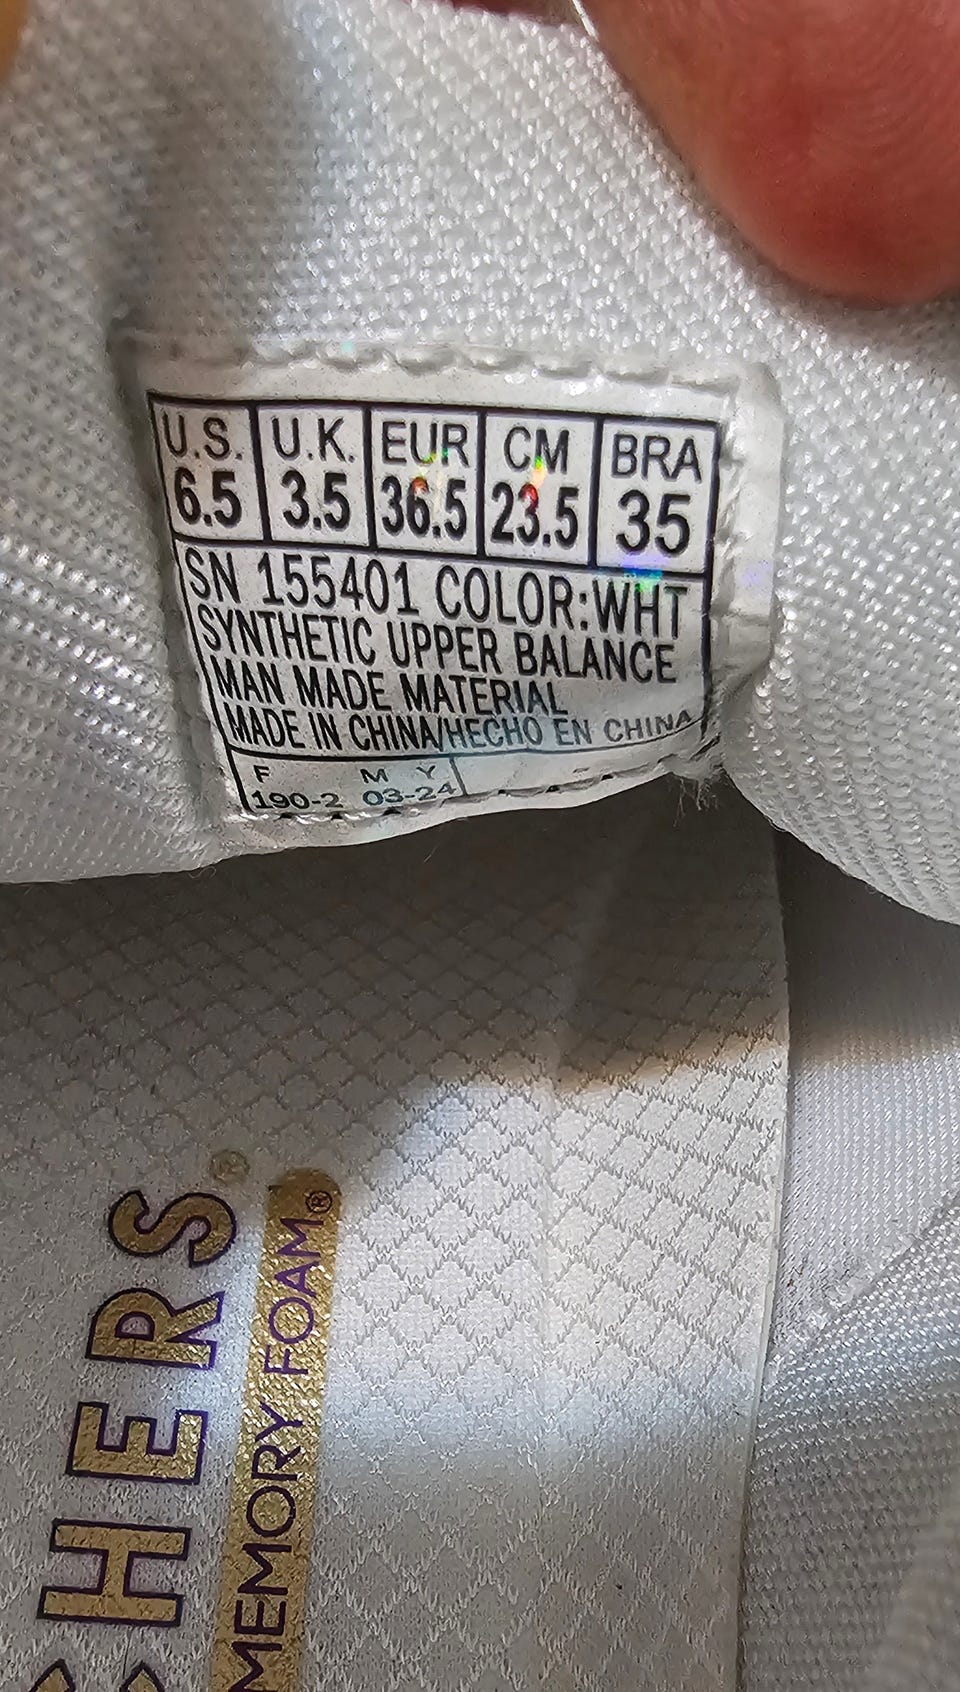 U.S. U.K. EUR CM BRA
6.5 3.5 36.5 23.5 35
SN 155401 COLOR:WHT
SYNTHETIC UPPER BALANCE
MAN MADE MATERIAL
MADE IN CHINA/HECHO EN CHINA
F M Y
190-2 03-24
HERS
MEMORY FOAM®